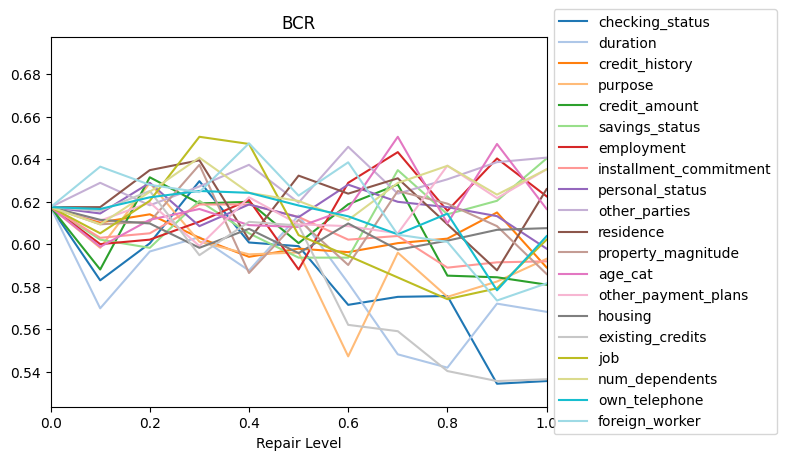 BCR
0.68
0.66
0.64
0.62
0.60
0.58
0.56
0.54
0.0 0.2 0.4 0.6 0.8 1.0
Repair Level
checking_status
duration
credit_history
purpose
credit_amount
savings_status
employment
installment_commitment
personal_status
other_parties
residence
property_magnitude
age_cat
other_payment_plans
housing
existing_credits
job
num_dependents
own_telephone
foreign_worker